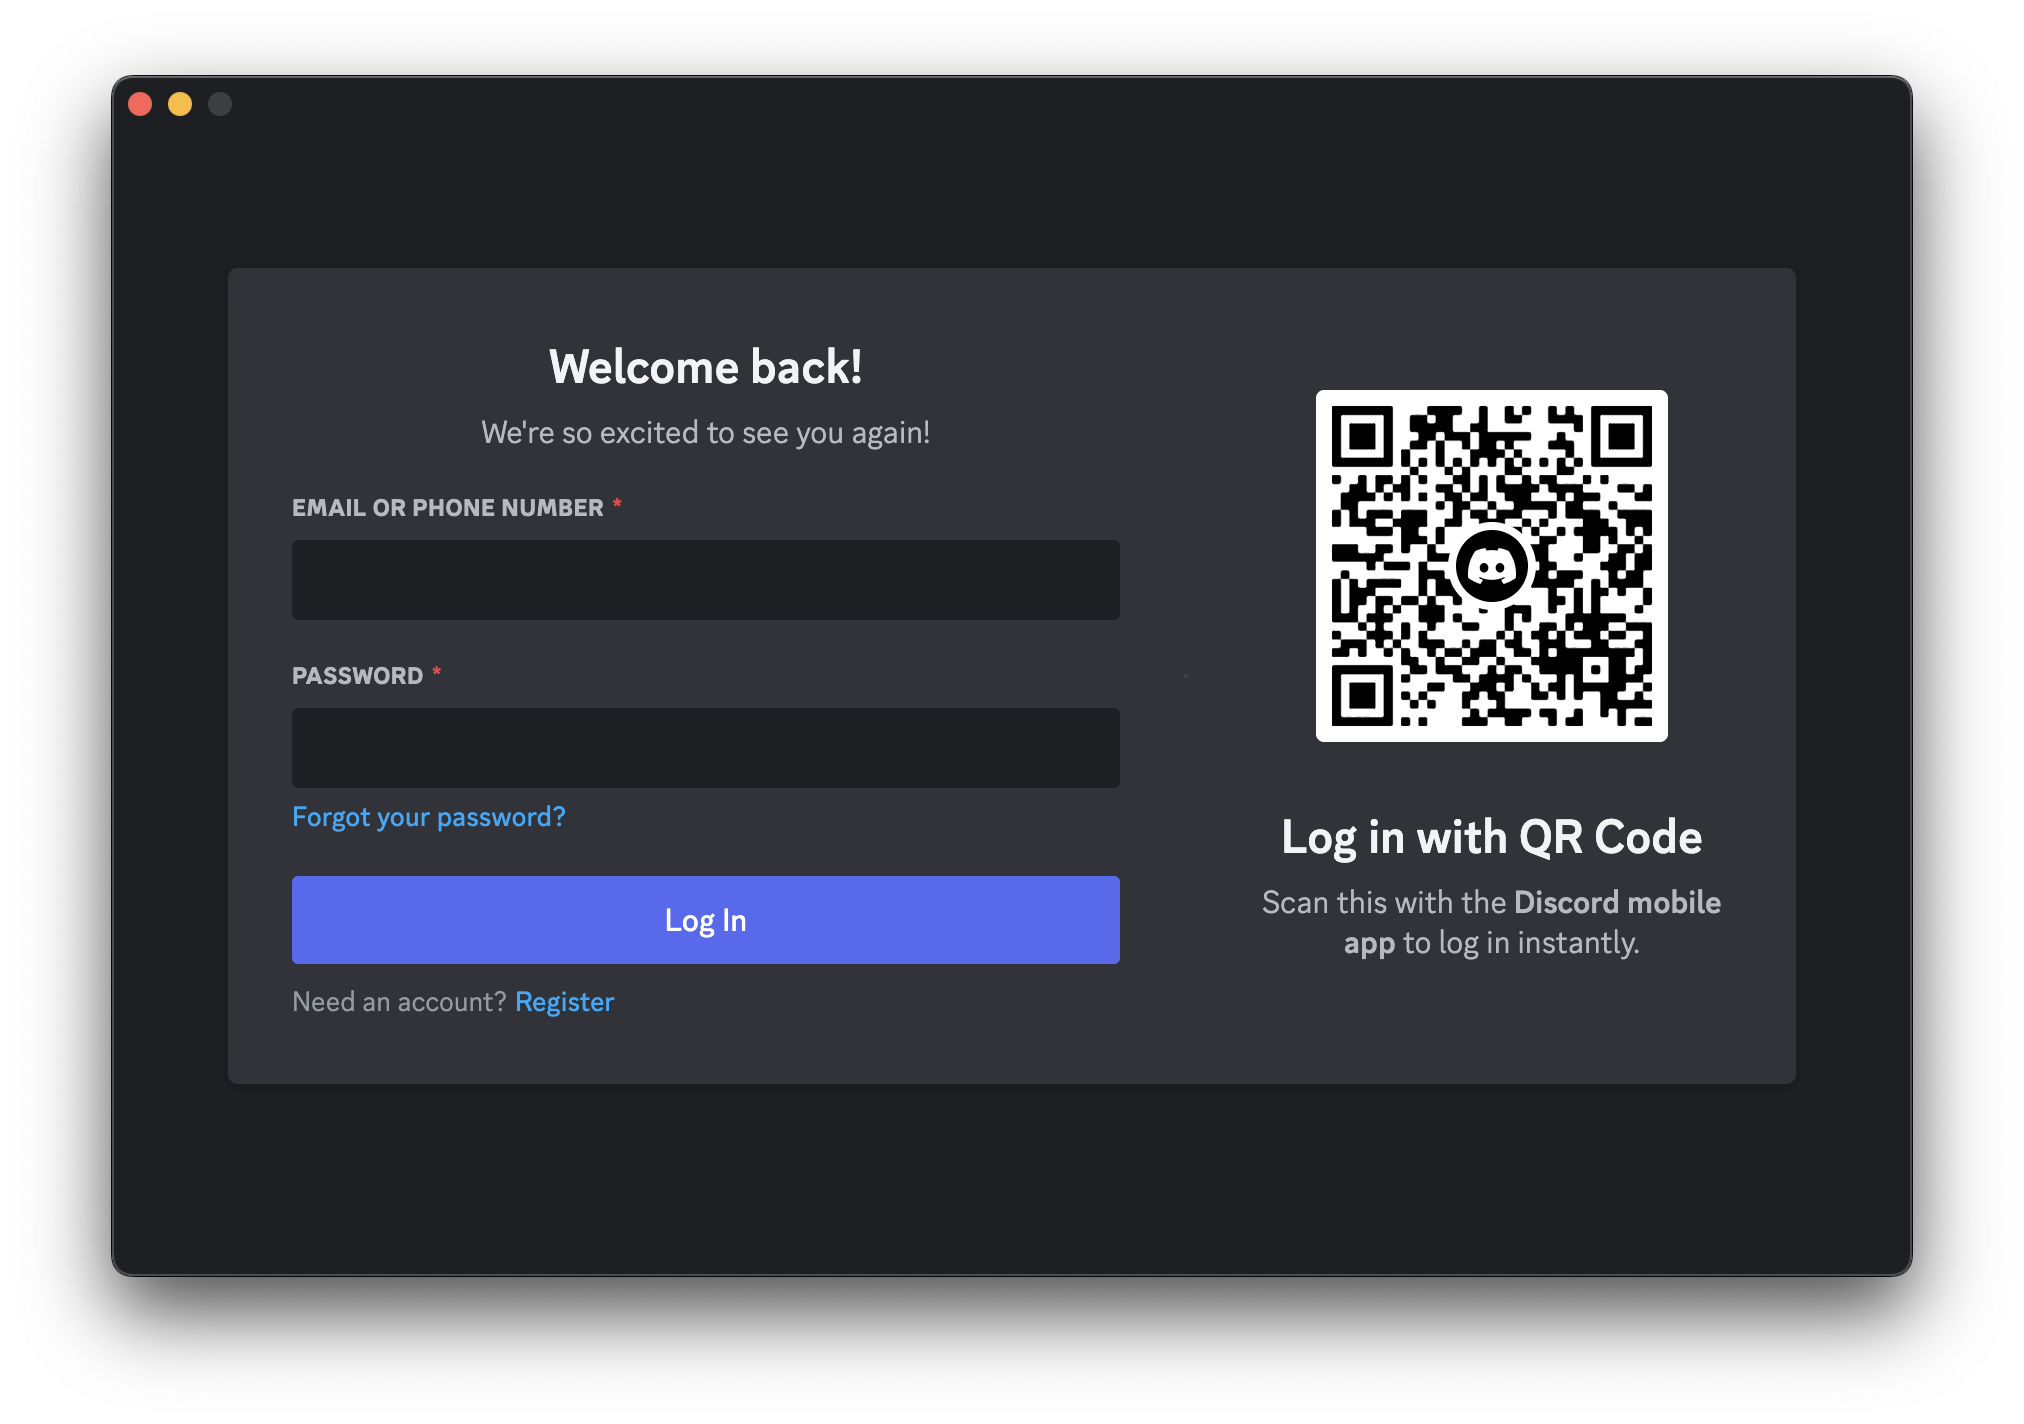 Welcome back!
We're so excited to see you again!
EMAIL OR PHONE NUMBER *
PASSWORD *
Forgot your password?
Log In
Need an account? Register
Log in with QR Code
Scan this with the Discord mobile
app to log in instantly.